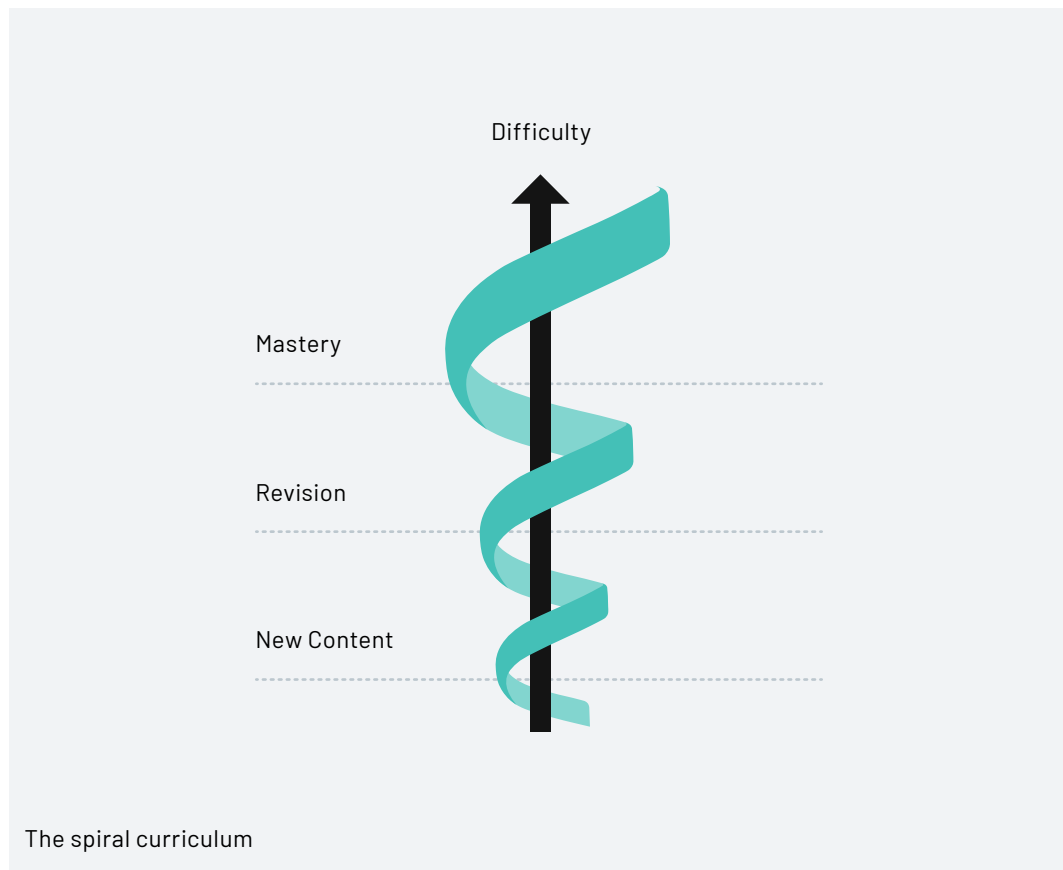 Difficulty
Mastery
Revision
New Content
The spiral curriculum